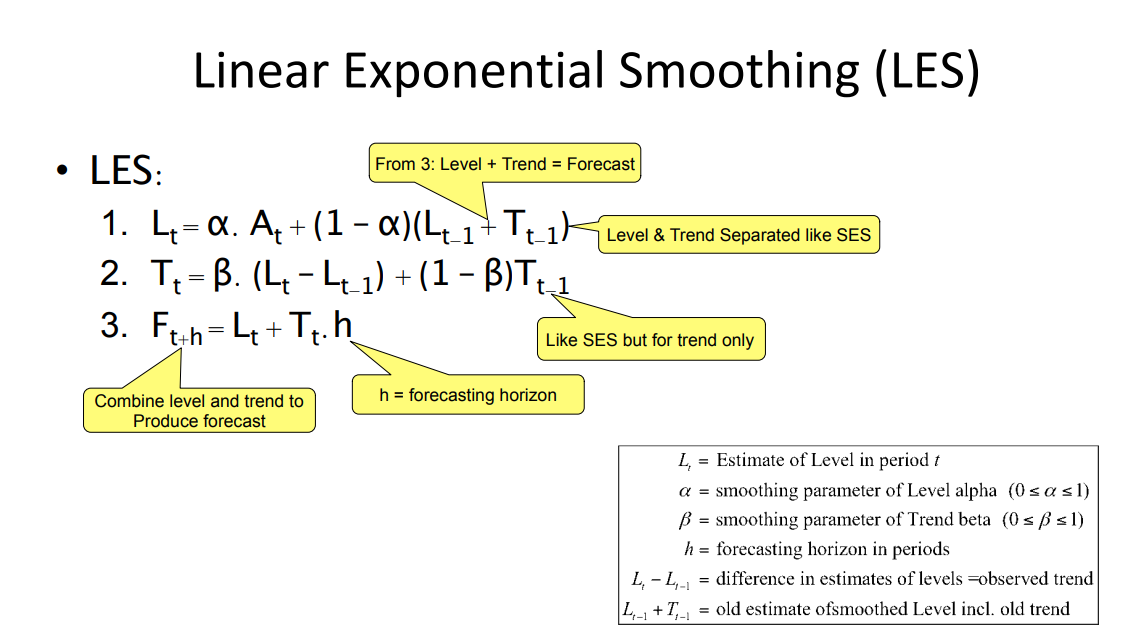 Linear Exponential Smoothing (LES)
From 3: Level + Trend = Forecast
• LES:
1. Lt = α. At + (1 – α)(Lt–1 + Tt–1)
Level & Trend Separated like SES
2. Tt = β. (Lt – Lt–1) + (1 – β)Tt–1
3. Ft+h = Lt + Tt. h
Like SES but for trend only
Combine level and trend to
Produce forecast
h = forecasting horizon
Lt = Estimate of Level in period t
α = smoothing parameter of Level alpha (0 ≤ α ≤ 1)
β = smoothing parameter of Trend beta (0 ≤ β ≤ 1)
h = forecasting horizon in periods
Lt – Lt–1 = difference in estimates of levels =observed trend
Lt–1 + Tt–1 = old estimate ofsmoothed Level incl. old trend